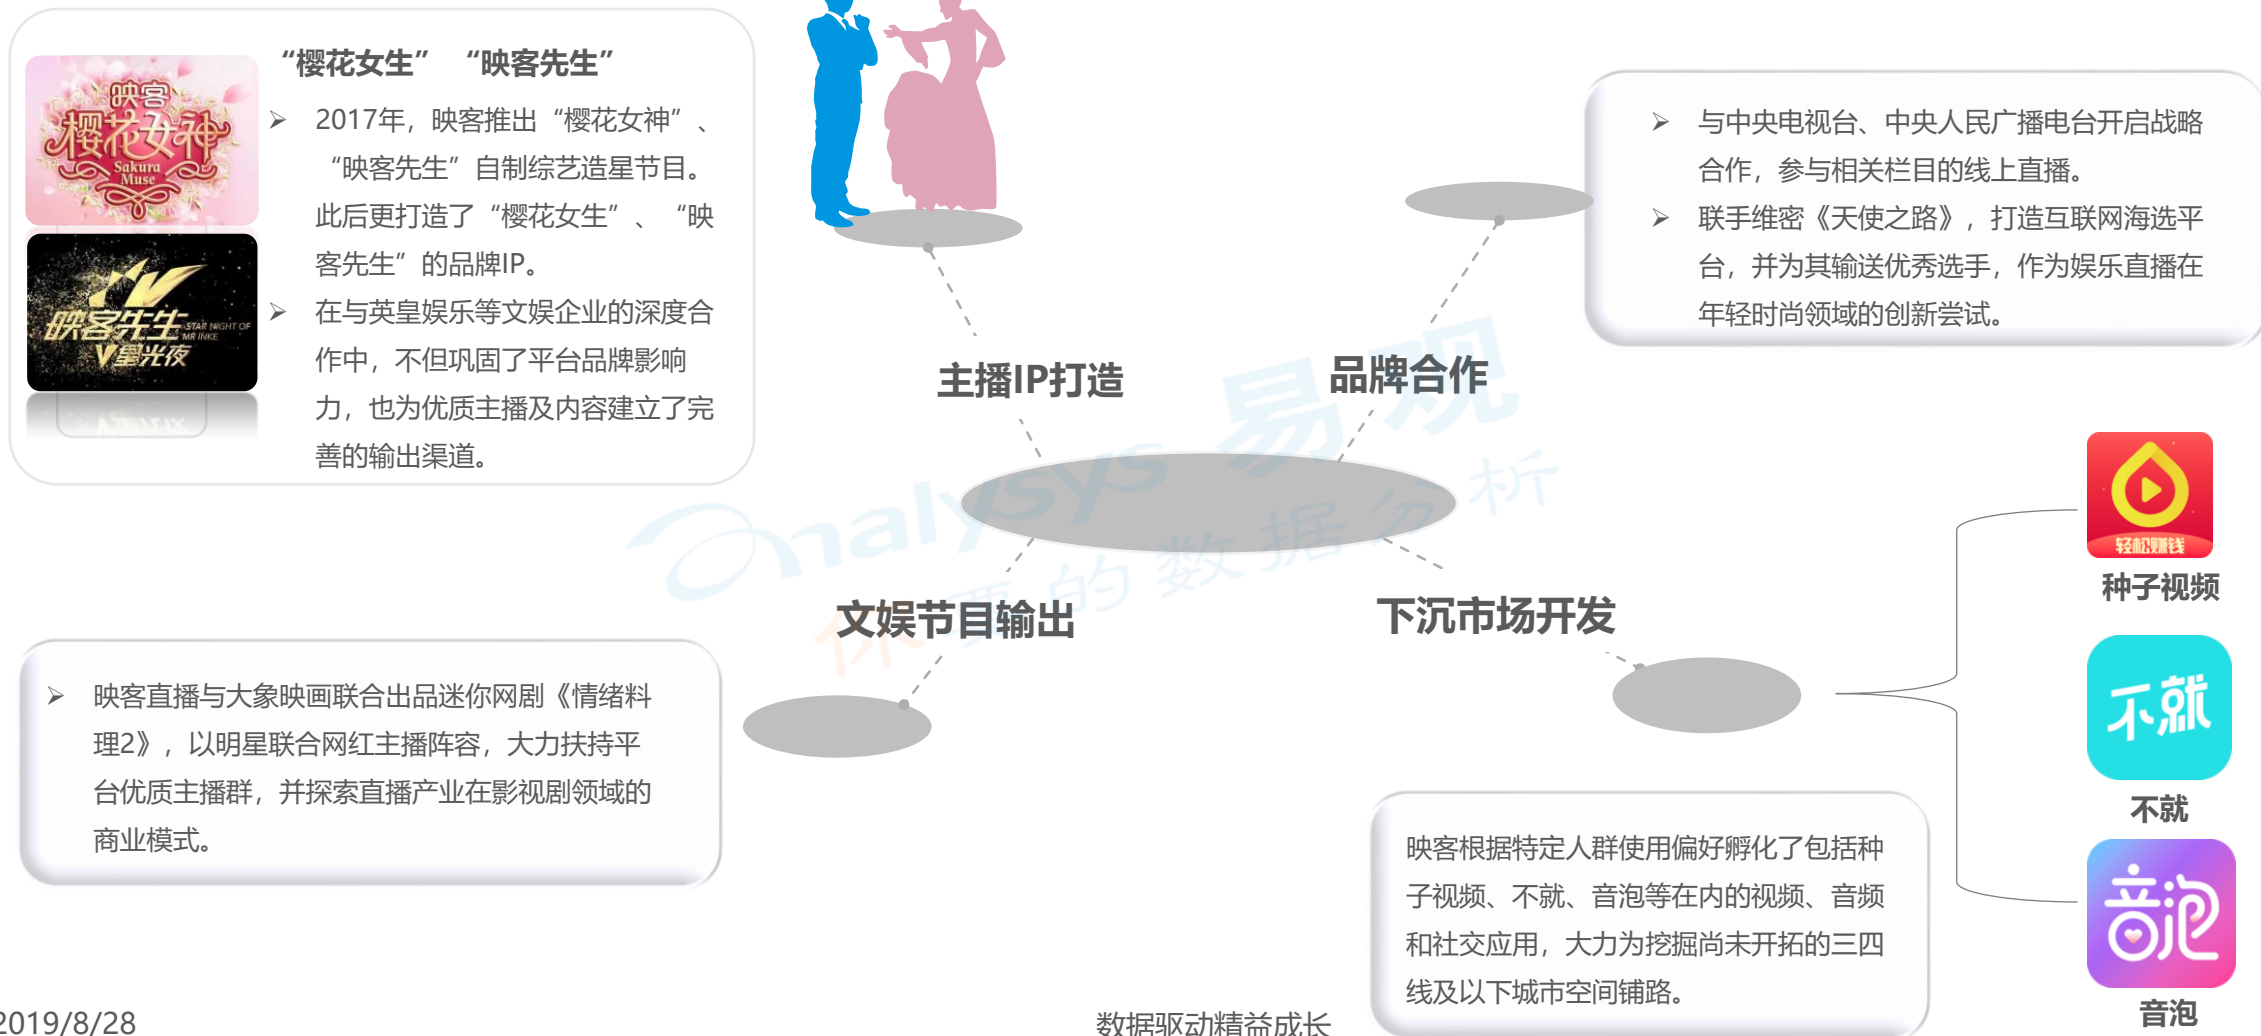 “樱花女生” “映客先生”
映客
樱花女神
Sakura
Muse
映客先生
STAR NIGHT OF
MR INKE
星光夜
➢ 2017年，映客推出“樱花女神”、
“映客先生”自制综艺造星节目。
此后更打造了“樱花女生”、“映
客先生”的品牌IP。
➢ 在与英皇娱乐等文娱企业的深度合
作中，不但巩固了平台品牌影响
力，也为优质主播及内容建立了完
善的输出渠道。
➢ 与中央电视台、中央人民广播电台开启战略
合作，参与相关栏目的线上直播。
➢ 联手维密《天使之路》，打造互联网海选平
台，并为其输送优秀选手，作为娱乐直播在
年轻时尚领域的创新尝试。
主播IP打造
品牌合作
analysys 易观
你要的数据分析
文娱节目输出
下沉市场开发
➢ 映客直播与大象映画联合出品迷你网剧《情绪料
理2》，以明星联合网红主播阵容，大力扶持平
台优质主播群，并探索直播产业在影视剧领域的
商业模式。
映客根据特定人群使用偏好孵化了包括种
子视频、不就、音泡等在内的视频、音频
和社交应用，大力为挖掘尚未开拓的三四
线及以下城市空间铺路。
轻松赚钱
种子视频
不就
不就
音泡
音泡
2019/8/28
数据驱动精益成长